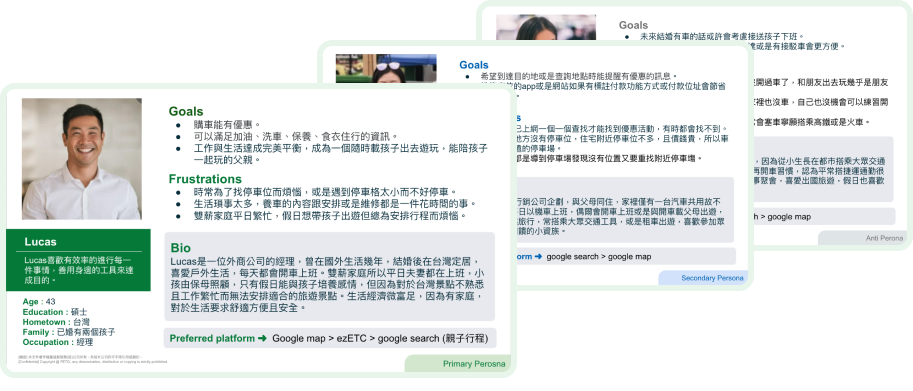 Goals
購車能有優惠。
可以滿足加油、洗車、保養、食衣住行的資訊。
工作與生活達成完美平衡,成為一個隨時載孩子出去遊玩,能陪孩子
一起玩的父親。
Frustrations
時常為了找停車位而煩惱,或是遇到停車格太小而不好停車。
生活瑣事太多,養車的內容跟安排或是維修都是一件花時間的事。
雙薪家庭平日繁忙,假日想帶孩子出遊但總為安排行程而煩惱。
Lucas
Lucas喜歡有效率的進行每一
件事情,善用身邊的工具來達
成目的。
Age : 43
Education : 碩士
Hometown : 台灣
Family : 已婚有兩個孩子
Occupation : 經理
Bio
Lucas是一位外商公司的經理,曾在國外生活幾年,結婚後在台灣定居,
喜愛戶外生活,每天都會開車上班。雙薪家庭所以平日夫妻都在上班,小
孩由保母照顧,只有假日能與孩子培養感情,但因為對於台灣景點不熟悉
且工作繁忙而無法安排適合的旅遊景點。生活經濟微富足,因為有家庭,
對於生活要求舒適方便且安全。
Preferred platform ➜ Google map > ezETC > google search (親子行程)
Primary Perosna
Goals
希望到達目的地或是查詢地點時能提醒有優惠的訊息。
的app或是網站如果有標註付款功能方式或付款位址會節省
s
已上網一個一個查找才能找到優惠活動,有時都會找不到。
地方沒有停車位,住宅附近停車位也不多,且價錢貴,所以單
的停車場。
都是導到停車場發現沒有位置又要重找附近停車場。
行銷公司企劃,與父母同住,家裡僅有一台汽車共用故不
日以機車上班,偶爾會開車上班或是與開車載父母出遊,
旅行,常搭乘大眾交通工具,或是租車出遊,喜歡參加眾
饋的小資族。
orm ➜ google search > google map
Secondary Persona
Goals
未來結婚有車的話或許會考慮接送孩子下班。
或是有接駁車會更方便。
開過車了,和朋友出去玩幾乎是朋友
裡也沒車,自己也沒機會可以練習開
會塞車寧願搭乘高鐵或是火車。
,因為從小生長在都市搭乘大眾交通
再開車習慣,認為平常搭捷運通勤很
事聚會,喜愛出國旅遊,假日也喜歡
h > google map
Anti Perona